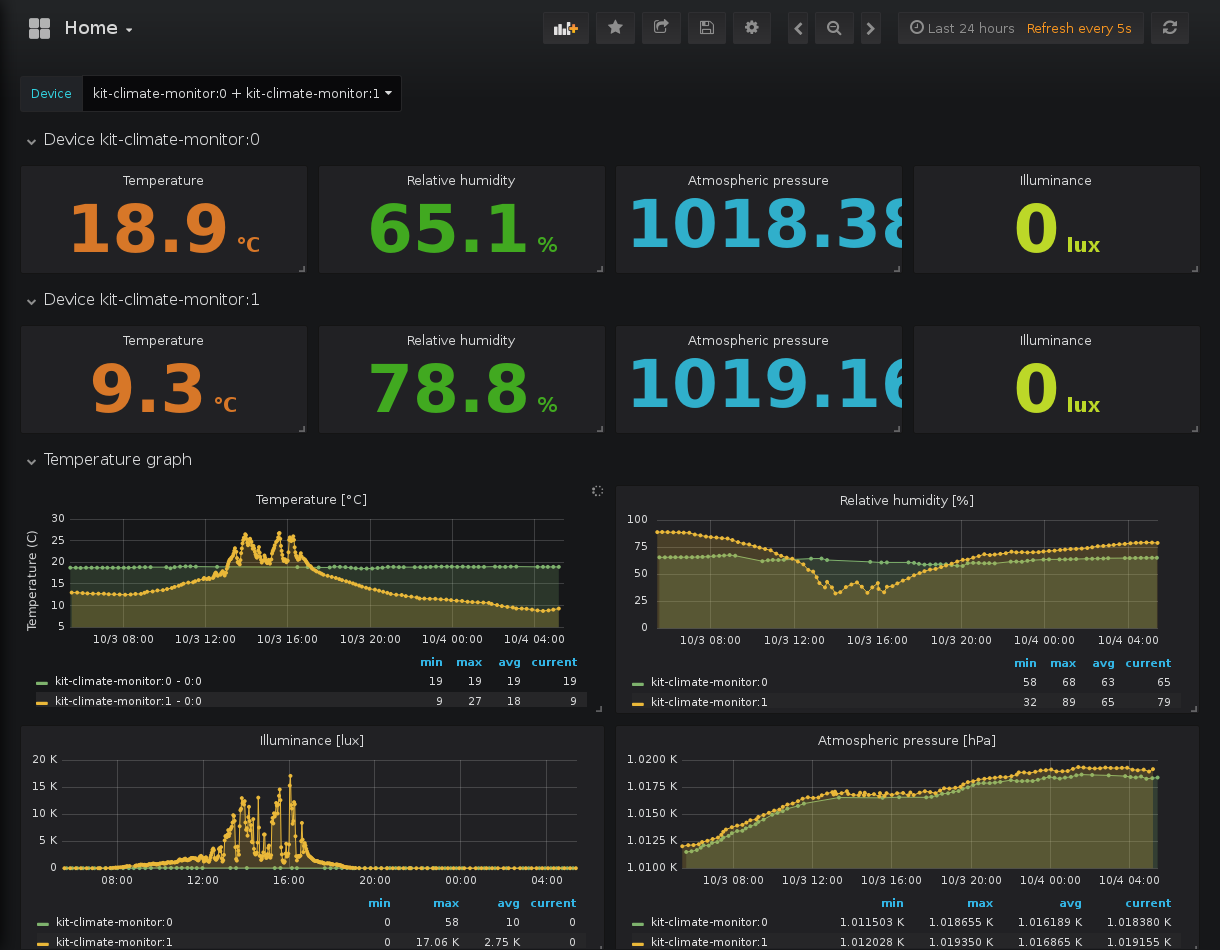 Home
Last 24 hours Refresh every 5s
Device kit-climate-monitor:0 + kit-climate-monitor:1
Device kit-climate-monitor:0
Temperature Relative humidity Atmospheric pressure Illuminance
18.9 °C 65.1 % 1018.38 0 lux
Device kit-climate-monitor:1
Temperature Relative humidity Atmospheric pressure Illuminance
9.3 °C 78.8 % 1019.16 0 lux
Temperature graph
Temperature [°C]
Temperature (C)
30
25
20
15
10
5
10/3 08:00 10/3 12:00 10/3 16:00 10/3 20:00 10/4 00:00 10/4 04:00
min max avg current
kit-climate-monitor:0 - 0:0 19 19 19 19
kit-climate-monitor:1 - 0:0 9 27 18 9
Relative humidity [%]
100
75
50
25
0
10/3 08:00 10/3 12:00 10/3 16:00 10/3 20:00 10/4 00:00 10/4 04:00
min max avg current
kit-climate-monitor:0 58 68 63 65
kit-climate-monitor:1 32 89 65 79
Illuminance [lux]
20 K
15 K
10 K
5 K
0
08:00 12:00 16:00 20:00 00:00 04:00
min max avg current
kit-climate-monitor:0 0 58 10 0
kit-climate-monitor:1 0 17.06 K 2.75 K 0
Atmospheric pressure [hPa]
1.0200 K
1.0175 K
1.0150 K
1.0125 K
1.0100 K
10/3 08:00 10/3 12:00 10/3 16:00 10/3 20:00 10/4 00:00 10/4 04:00
min max avg current
kit-climate-monitor:0 1.011503 K 1.018655 K 1.016189 K 1.018380 K
kit-climate-monitor:1 1.012028 K 1.019350 K 1.016865 K 1.019155 K